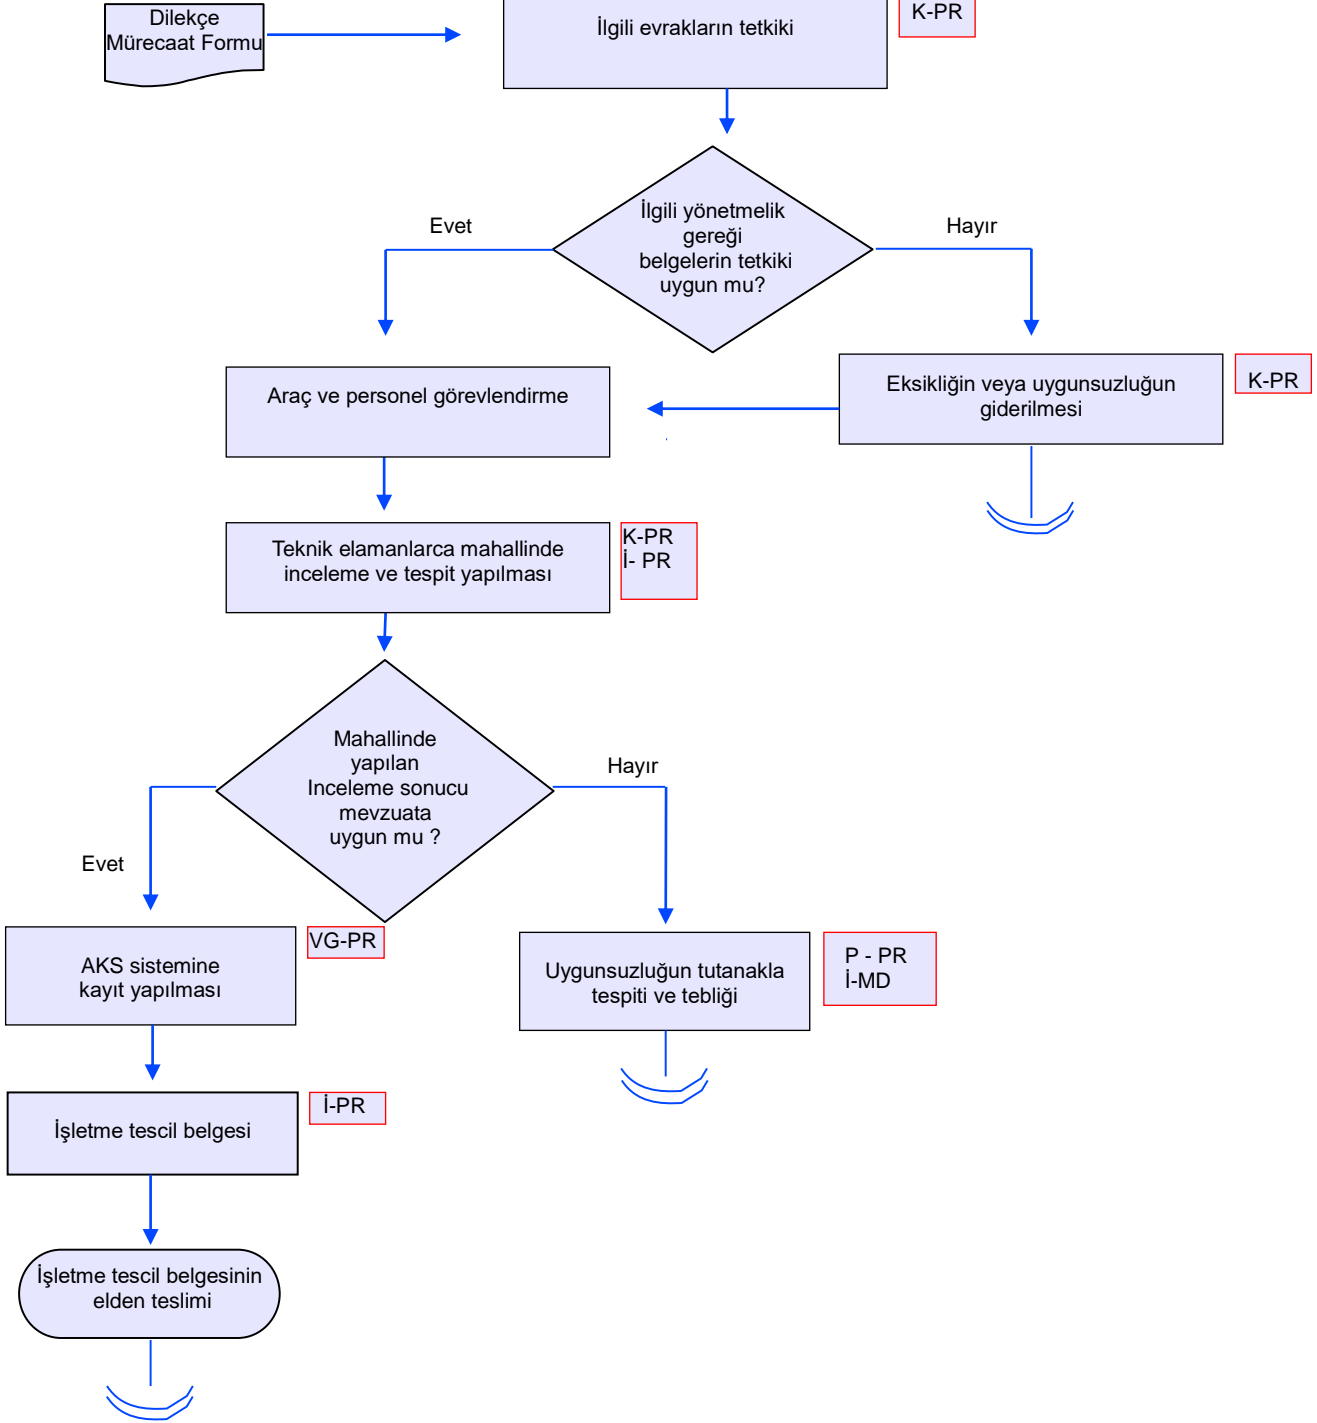 Dilekçe
Mürecaat Formu
İlgili evrakların tetkiki
K-PR
İlgili yönetmelik
gereği
belgelerin tetkiki
uygun mu?
Evet
Hayır
Araç ve personel görevlendirme
Eksikliğin veya uygunsuzluğun
giderilmesi
K-PR
Teknik elamanlarca mahallinde
inceleme ve tespit yapılması
K-PR
İ- PR
Mahallinde
yapılan
Inceleme sonucu
mevzuata
uygun mu ?
Hayır
Evet
AKS sistemine
kayıt yapılması
VG-PR
Uygunsuzluğun tutanakla
tespiti ve tebliği
P - PR
İ-MD
İşletme tescil belgesi
İ-PR
İşletme tescil belgesinin
elden teslimi